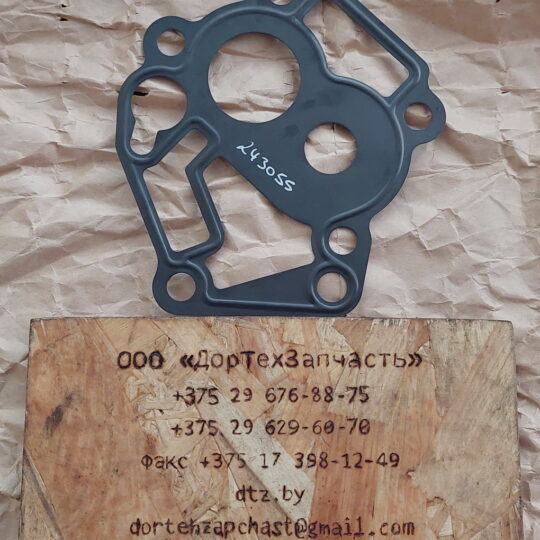 243055
ООО «ДорТехЗапчасть»
+375 29 676-88-75
+375 29 629-60-70
факс +375 17 398-12-49
dtz.by
dortehzapchast@gmail.com